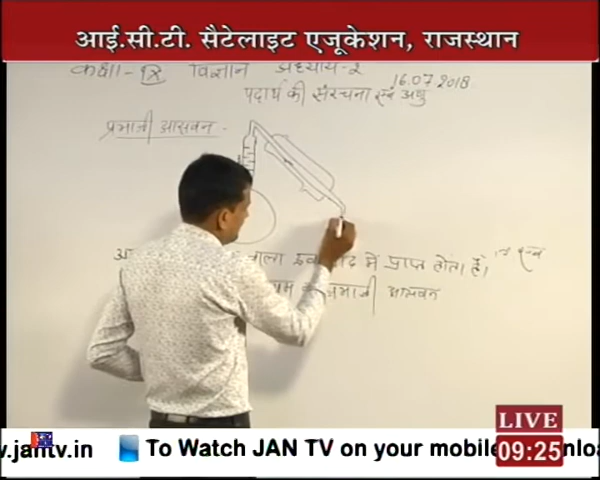 आई.सी.टी. सैटेलाइट एजूकेशन, राजस्थान
कक्षा- IX विज्ञान अध्याय-2
16.07.2018
पदार्थ की संरचना एवं अणु
प्रभाजी आसवन -
वाला में प्राप्त होता है।
प्रभाजी आसवन
LIVE
09:25
w.jantv.in To Watch JAN TV on your mobile